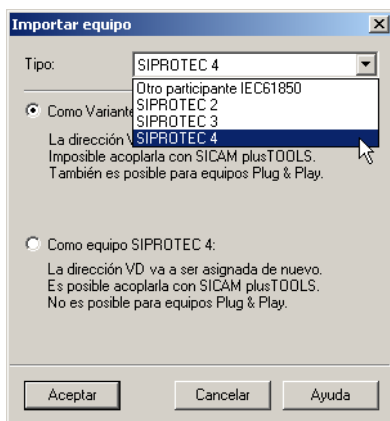 Importar equipo
Tipo:
SIPROTEC 4
Otro participante IEC61850
SIPROTEC 2
SIPROTEC 3
SIPROTEC 4
Como Variante
La dirección V
Imposible acoplarla con SICAM plusTOOLS.
También es posible para equipos Plug & Play.
Como equipo SIPROTEC 4:
La dirección VD va a ser asignada de nuevo.
Es posible acoplarla con SICAM plusTOOLS.
No es posible para equipos Plug & Play.
Aceptar
Cancelar
Ayuda